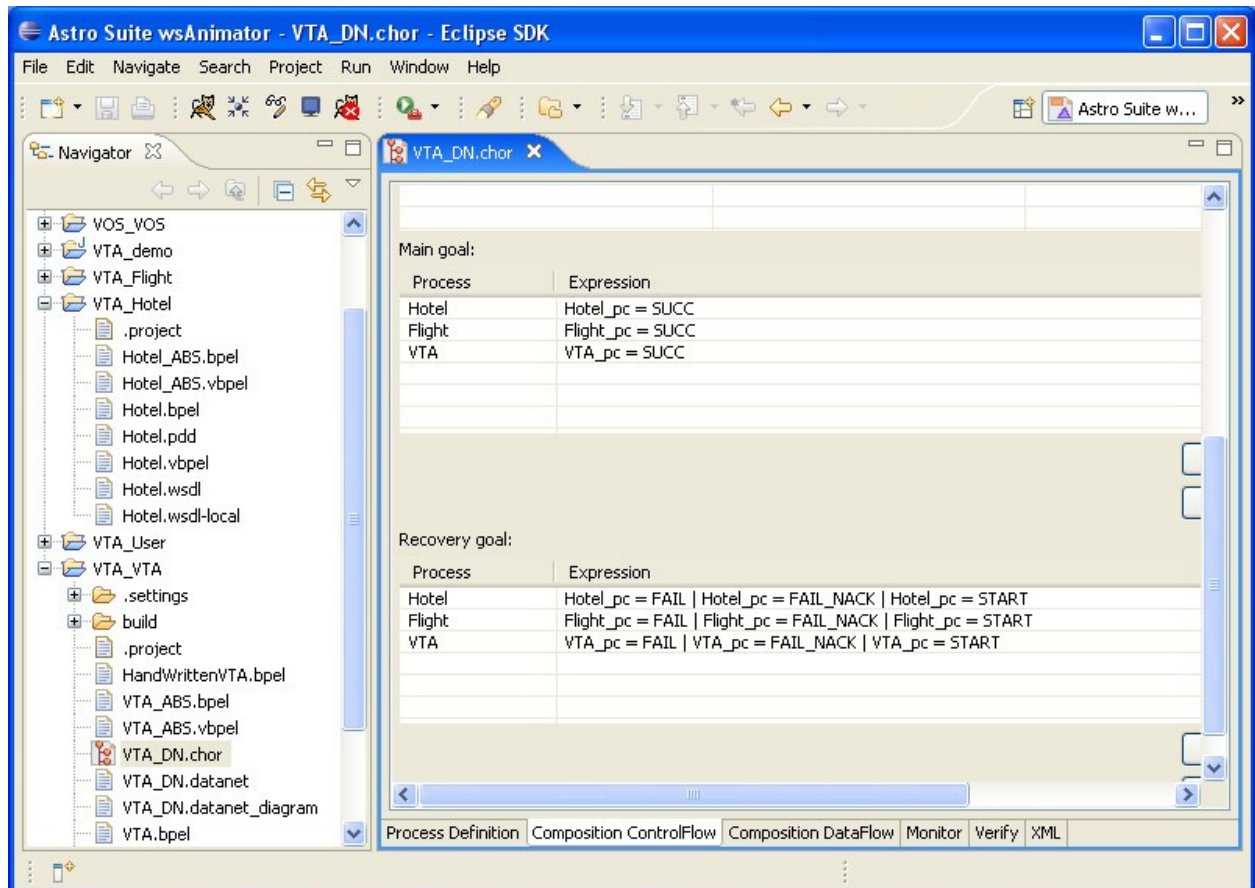 Astro Suite wsAnimator - VTA_DN.chor - Eclipse SDK
File Edit Navigate Search Project Run Window Help
Astro Suite w... »
Navigator
VOS_VOS
VTA_demo
VTA_Flight
VTA_Hotel
.project
Hotel_ABS.bpel
Hotel_ABS.vbpel
Hotel.bpel
Hotel.pdd
Hotel.vbpel
Hotel.wsdl
Hotel.wsdl-local
VTA_User
VTA_VTA
.settings
build
.project
HandWrittenVTA.bpel
VTA_ABS.bpel
VTA_ABS.vbpel
VTA_DN.chor
VTA_DN.datanet
VTA_DN.datanet_diagram
VTA.bpel
VTA_DN.chor
Main goal:
Process Expression
Hotel Hotel_pc = SUCC
Flight Flight_pc = SUCC
VTA VTA_pc = SUCC
Recovery goal:
Process Expression
Hotel Hotel_pc = FAIL | Hotel_pc = FAIL_NACK | Hotel_pc = START
Flight Flight_pc = FAIL | Flight_pc = FAIL_NACK | Flight_pc = START
VTA VTA_pc = FAIL | VTA_pc = FAIL_NACK | VTA_pc = START
Process Definition Composition ControlFlow Composition DataFlow Monitor Verify XML